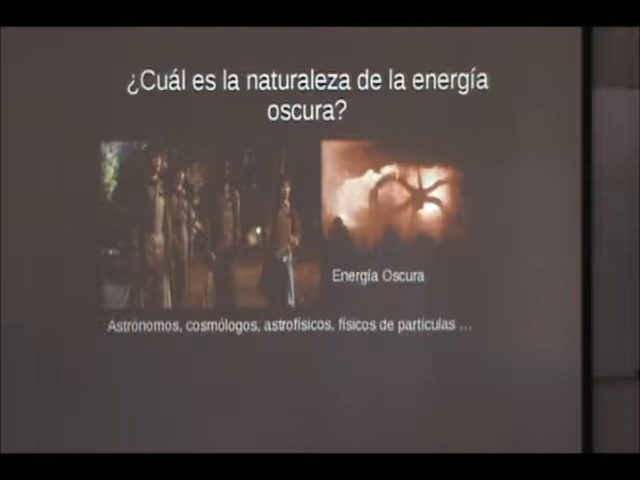 ¿Cuál es la naturaleza de la energía
oscura?
Energía Oscura
Astrónomos, cosmólogos, astrofísicos, físicos de partículas ...